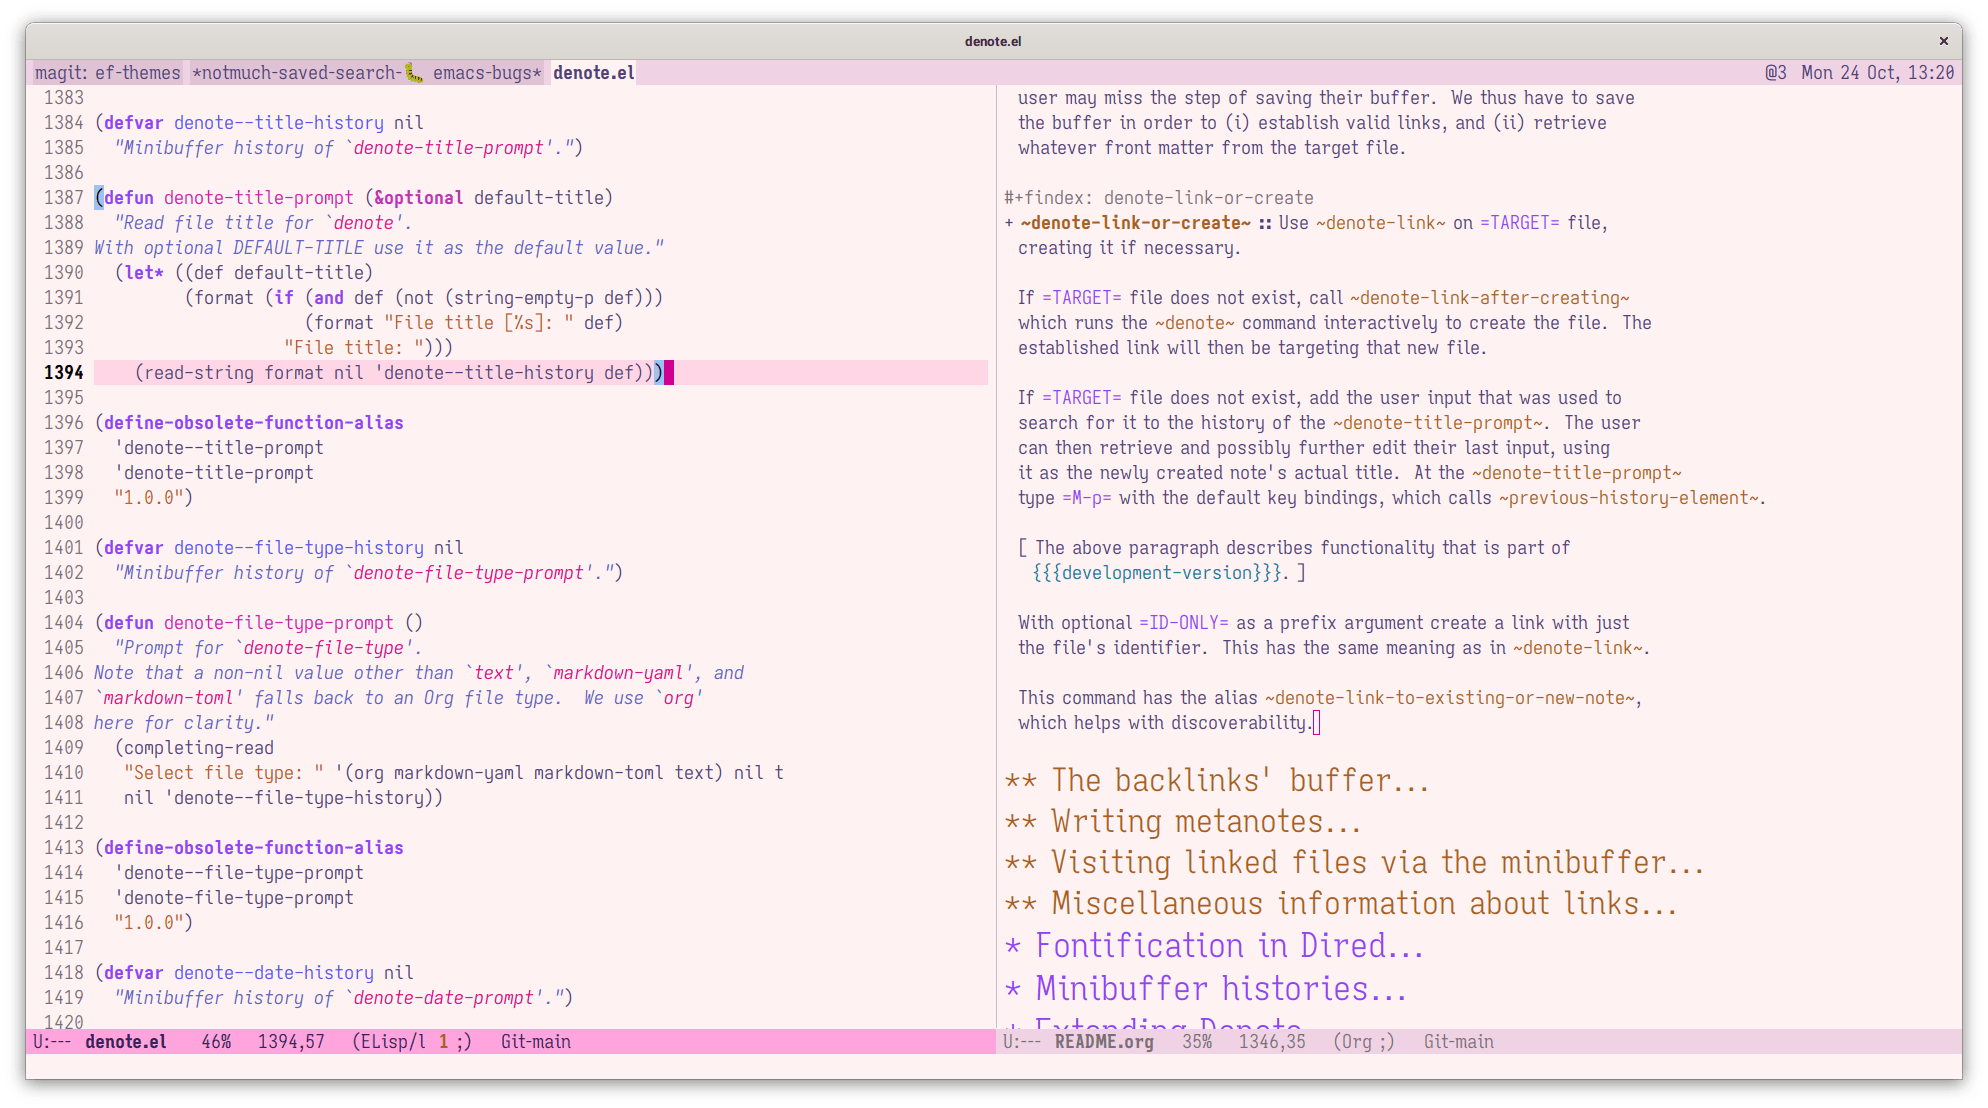 denote.el
×
magit: ef-themes *notmuch-saved-search-🐛 emacs-bugs* denote.el
@3 Mon 24 Oct, 13:20
1383
1384 (defvar denote--title-history nil
1385   "Minibuffer history of `denote-title-prompt'.")
1386
1387 (defun denote-title-prompt (&optional default-title)
1388   "Read file title for `denote'.
1389 With optional DEFAULT-TITLE use it as the default value."
1390   (let* ((def default-title)
1391          (format (if (and def (not (string-empty-p def)))
1392                      (format "File title [%s]: " def)
1393                    "File title: ")))
1394     (read-string format nil 'denote--title-history def)))
1395
1396 (define-obsolete-function-alias
1397   'denote--title-prompt
1398   'denote-title-prompt
1399   "1.0.0")
1400
1401 (defvar denote--file-type-history nil
1402   "Minibuffer history of `denote-file-type-prompt'.")
1403
1404 (defun denote-file-type-prompt ()
1405   "Prompt for `denote-file-type'.
1406 Note that a non-nil value other than `text', `markdown-yaml', and
1407 `markdown-toml' falls back to an Org file type.  We use `org'
1408 here for clarity."
1409   (completing-read
1410    "Select file type: " '(org markdown-yaml markdown-toml text) nil t
1411    nil 'denote--file-type-history))
1412
1413 (define-obsolete-function-alias
1414   'denote--file-type-prompt
1415   'denote-file-type-prompt
1416   "1.0.0")
1417
1418 (defvar denote--date-history nil
1419   "Minibuffer history of `denote-date-prompt'.")
1420
U:--- denote.el 46% 1394,57 (ELisp/l 1 ;) Git-main
user may miss the step of saving their buffer.  We thus have to save
the buffer in order to (i) establish valid links, and (ii) retrieve
whatever front matter from the target file.
#+findex: denote-link-or-create
+ ~denote-link-or-create~ :: Use ~denote-link~ on =TARGET= file,
creating it if necessary.
If =TARGET= file does not exist, call ~denote-link-after-creating~
which runs the ~denote~ command interactively to create the file.  The
established link will then be targeting that new file.
If =TARGET= file does not exist, add the user input that was used to
search for it to the history of the ~denote-title-prompt~.  The user
can then retrieve and possibly further edit their last input, using
it as the newly created note's actual title.  At the ~denote-title-prompt~
type =M-p= with the default key bindings, which calls ~previous-history-element~.
[ The above paragraph describes functionality that is part of
{{{development-version}}}. ]
With optional =ID-ONLY= as a prefix argument create a link with just
the file's identifier.  This has the same meaning as in ~denote-link~.
This command has the alias ~denote-link-to-existing-or-new-note~,
which helps with discoverability.
** The backlinks' buffer...
** Writing metanotes...
** Visiting linked files via the minibuffer...
** Miscellaneous information about links...
* Fontification in Dired...
* Minibuffer histories...
* Extending Denote...
U:--- README.org 35% 1346,35 (Org ;) Git-main